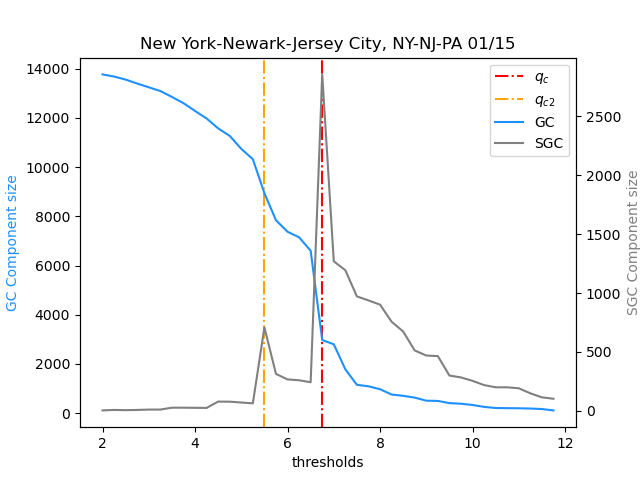 New York-Newark-Jersey City, NY-NJ-PA 01/15
14000
12000
10000
8000
6000
4000
2000
0
GC Component size
2500
2000
1500
1000
500
0
SGC Component size
q_c
q_c2
GC
SGC
2 4 6 8 10 12
thresholds